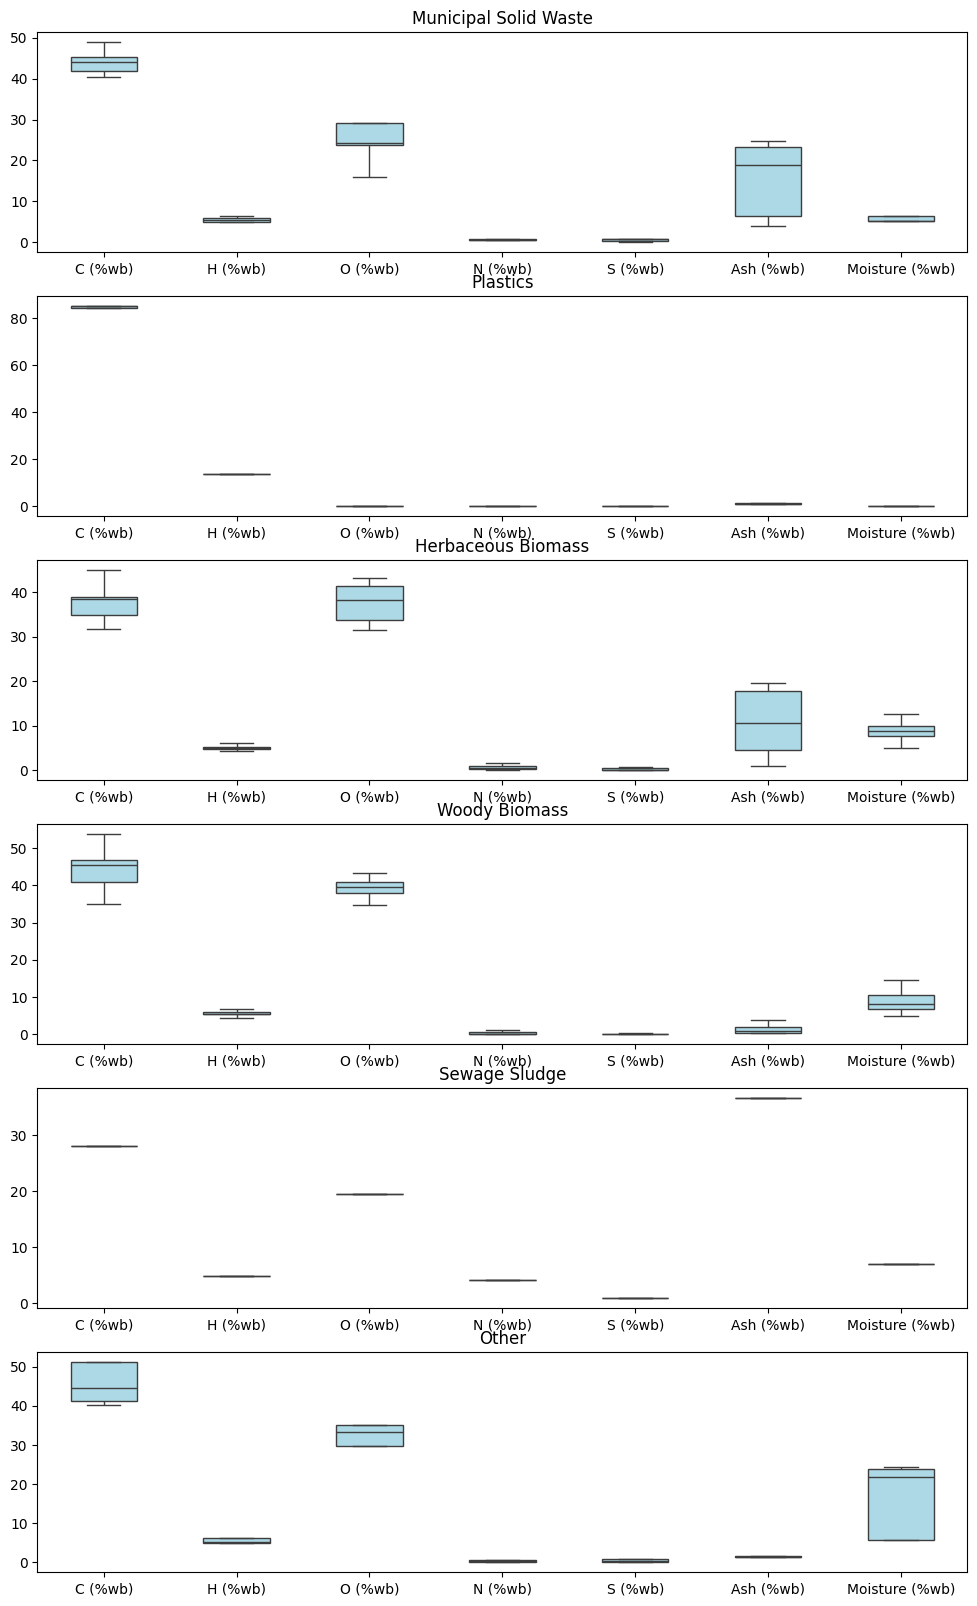 Municipal Solid Waste
50
40
30
20
10
0
C (%wb) H (%wb) O (%wb) N (%wb) S (%wb) Ash (%wb) Moisture (%wb)
Plastics
80
60
40
20
0
C (%wb) H (%wb) O (%wb) N (%wb) S (%wb) Ash (%wb) Moisture (%wb)
Herbaceous Biomass
40
30
20
10
0
C (%wb) H (%wb) O (%wb) N (%wb) S (%wb) Ash (%wb) Moisture (%wb)
Woody Biomass
50
40
30
20
10
0
C (%wb) H (%wb) O (%wb) N (%wb) S (%wb) Ash (%wb) Moisture (%wb)
Sewage Sludge
30
20
10
0
C (%wb) H (%wb) O (%wb) N (%wb) S (%wb) Ash (%wb) Moisture (%wb)
Other
50
40
30
20
10
0
C (%wb) H (%wb) O (%wb) N (%wb) S (%wb) Ash (%wb) Moisture (%wb)